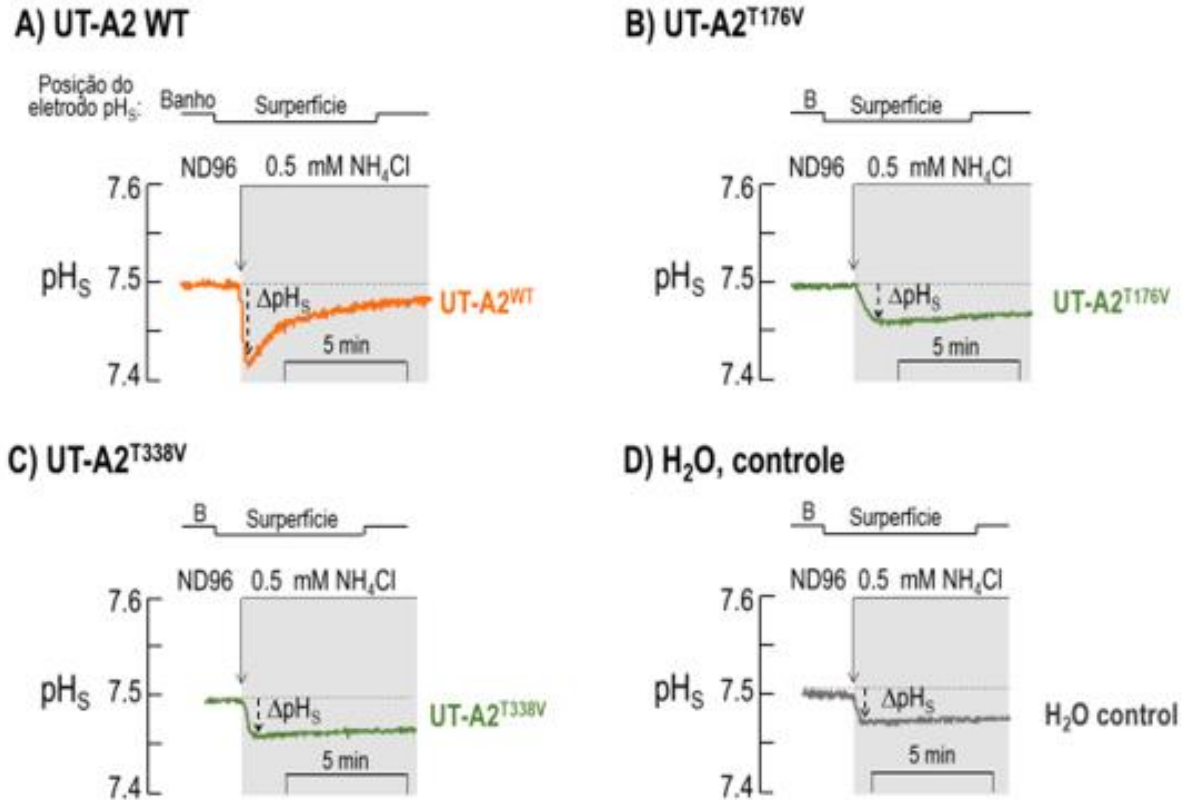 A) UT-A2 WT
Posição do
eletrodo pHS:
Banho
Surperfície
ND96 0.5 mM NH4Cl
7.6
7.5
7.4
pHS
ΔpHS
UT-A2WT
5 min
B) UT-A2T176V
B
Surperfície
ND96 0.5 mM NH4Cl
7.6
7.5
7.4
pHS
ΔpHS
UT-A2T176V
5 min
C) UT-A2T338V
B
Surperfície
ND96 0.5 mM NH4Cl
7.6
7.5
7.4
pHS
ΔpHS
UT-A2T338V
5 min
D) H2O, controle
B
Surperfície
ND96 0.5 mM NH4Cl
7.6
7.5
7.4
pHS
ΔpHS
H2O control
5 min